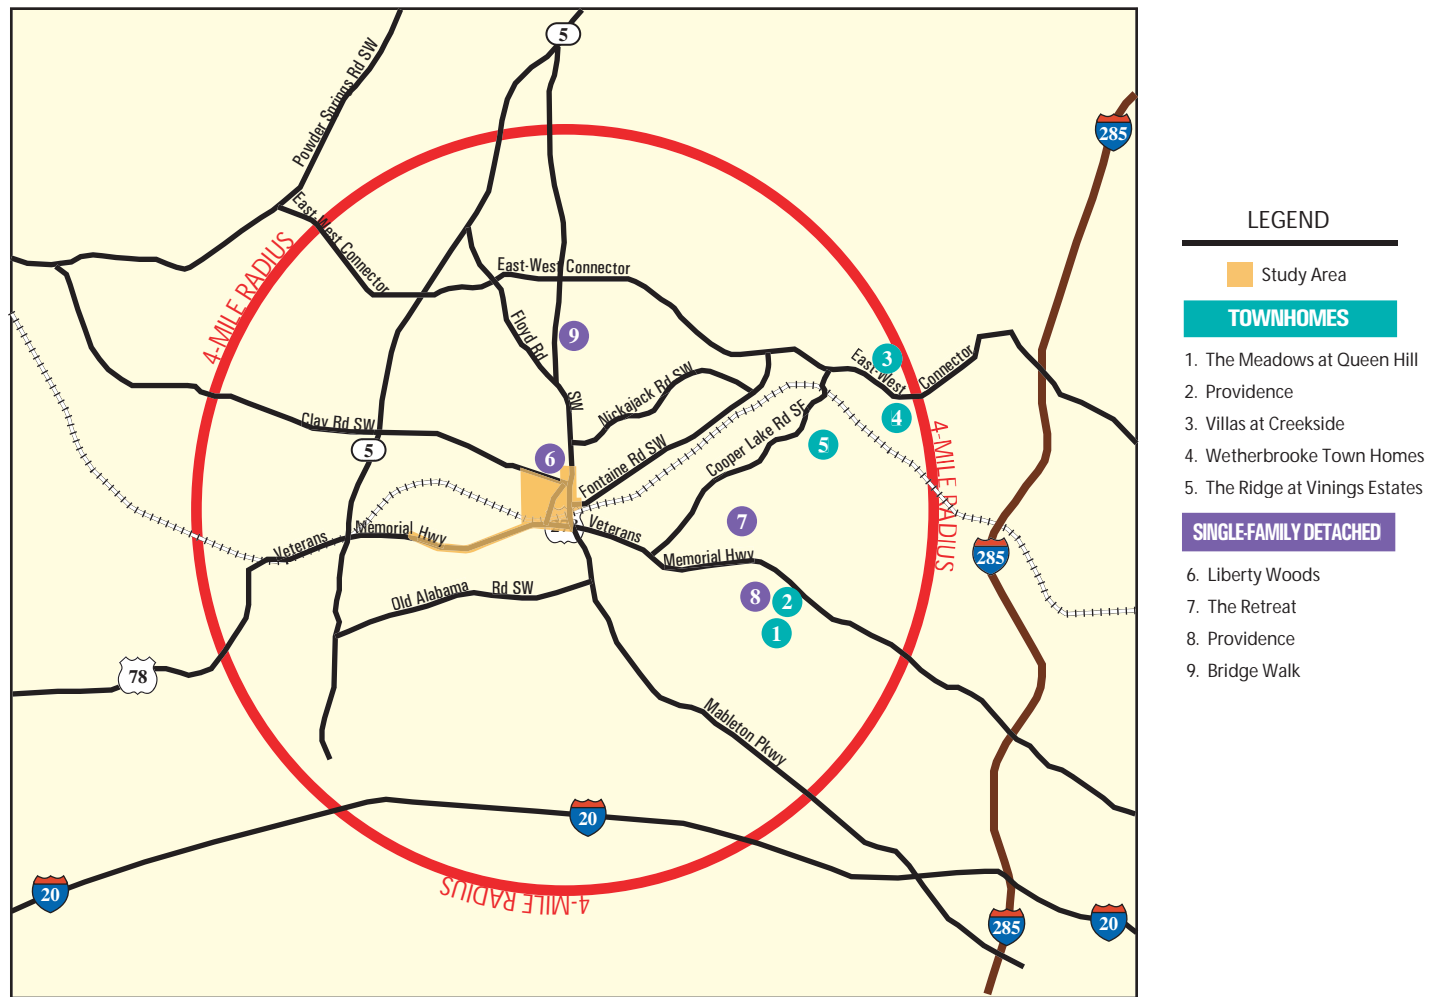 5
Powder Springs Rd SW
285
East-West Connector
4-MILE RADIUS
East-West Connector
Floyd Rd
SW
9
Nickajack Rd SW
East-West
Connector
3
4
Clay Rd SW
5
Cooper Lake Rd SE
5
6
Fontaine Rd SW
4-MILE RADIUS
7
Veterans
Memorial Hwy
Veterans
Memorial Hwy
285
Old Alabama
Rd SW
8
2
1
78
Mableton Pkwy
20
20
4-MILE RADIUS
285
20
LEGEND
Study Area
TOWNHOMES
1. The Meadows at Queen Hill
2. Providence
3. Villas at Creekside
4. Wetherbrooke Town Homes
5. The Ridge at Vinings Estates
SINGLE-FAMILY DETACHED
6. Liberty Woods
7. The Retreat
8. Providence
9. Bridge Walk